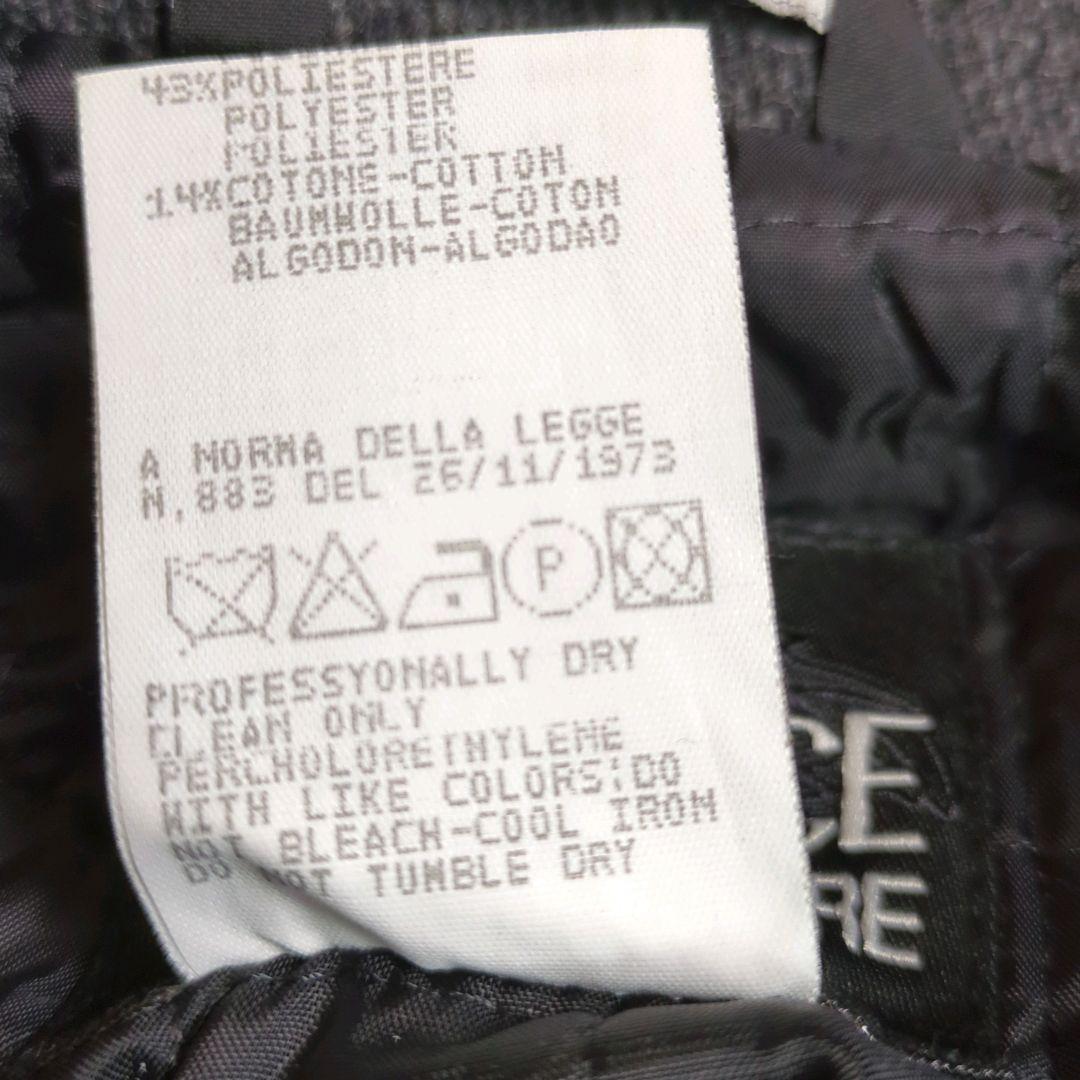 43%POLIESTERE
POLYESTER
POLIESTER
14%COTONE-COTTON
BAUMWOLLE-COTON
ALGODON-ALGODAO
A NORMA DELLA LEGGE
N.883 DEL 26/11/1973
P
PROFESSYONALLY DRY
CLEAN ONLY
PERCHOLORETHYLENE
WITH LIKE COLORS;DO
NOT BLEACH-COOL IRON
DO NOT TUMBLE DRY
CE
RE